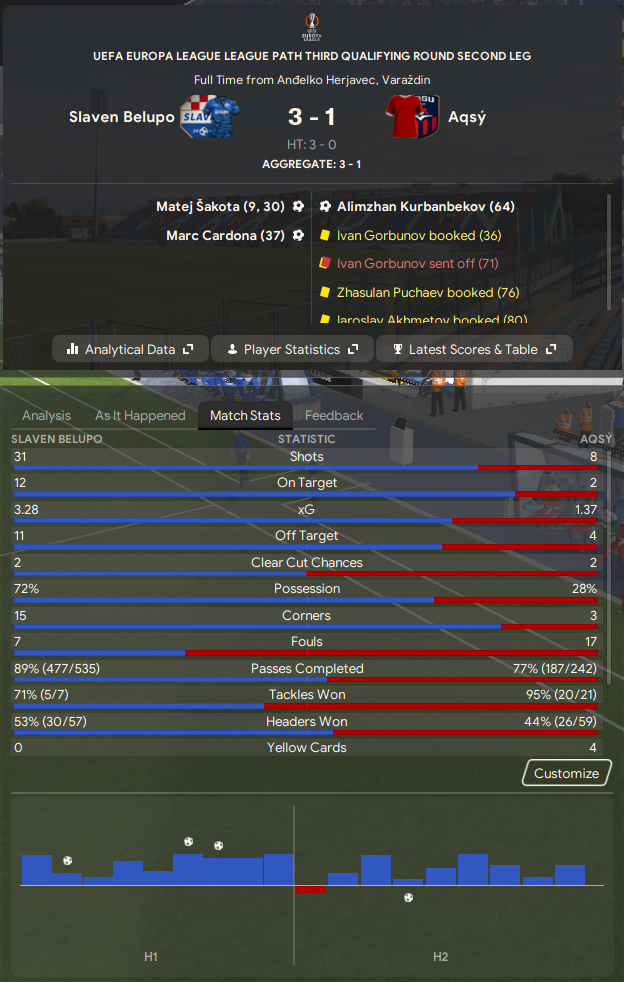 UEFA EUROPA LEAGUE LEAGUE PATH THIRD QUALIFYING ROUND SECOND LEG
Full Time from Anđelko Herjavec, Varaždin
Slaven Belupo 3 - 1 Aqsý
HT: 3 - 0
AGGREGATE: 3 - 1
Matej Šakota (9, 30)
Marc Cardona (37)
Alimzhan Kurbanbekov (64)
Ivan Gorbunov booked (36)
Ivan Gorbunov sent off (71)
Zhasulan Puchaev booked (76)
Iaroslav Akhmetov booked (80)
Analytical Data
Player Statistics
Latest Scores & Table
Analysis
As It Happened
Match Stats
Feedback
SLAVEN BELUPO STATISTIC AQSÝ
31 Shots 8
12 On Target 2
3.28 xG 1.37
11 Off Target 4
2 Clear Cut Chances 2
72% Possession 28%
15 Corners 3
7 Fouls 17
89% (477/535) Passes Completed 77% (187/242)
71% (5/7) Tackles Won 95% (20/21)
53% (30/57) Headers Won 44% (26/59)
0 Yellow Cards 4
Customize
H1
H2